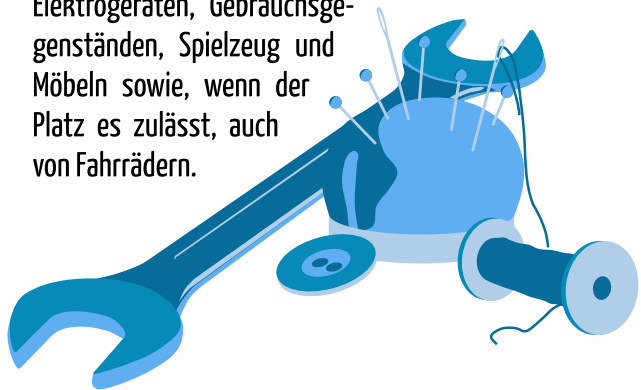 Elektrogeräten, Gebrauchsge-
genständen, Spielzeug und
Möbeln sowie, wenn der
Platz es zulässt, auch
von Fahrrädern.